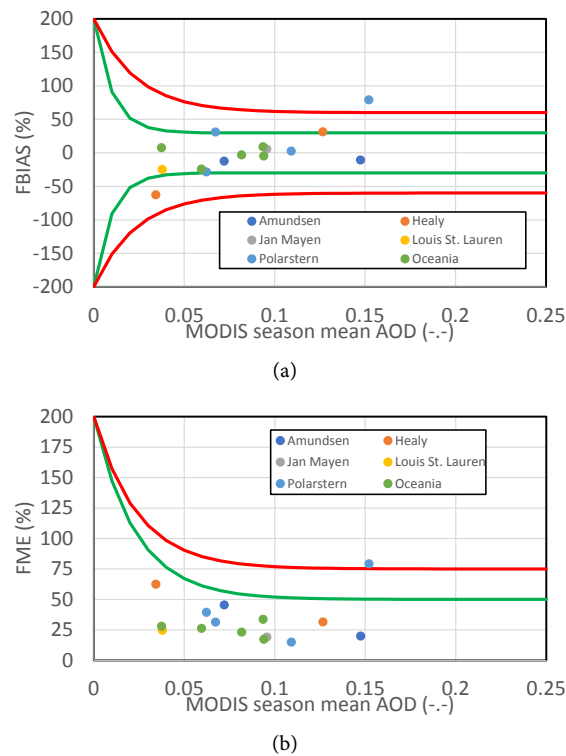 200
150
100
50
0
-50
-100
-150
-200
FBIAS (%)
Amundsen Healy
Jan Mayen Louis St. Lauren
Polarstern Oceania
0 0.05 0.1 0.15 0.2 0.25
MODIS season mean AOD (-.-)
(a)
200
175
150
125
100
75
50
25
0
FME (%)
Amundsen Healy
Jan Mayen Louis St. Lauren
Polarstern Oceania
0 0.05 0.1 0.15 0.2 0.25
MODIS season mean AOD (-.-)
(b)